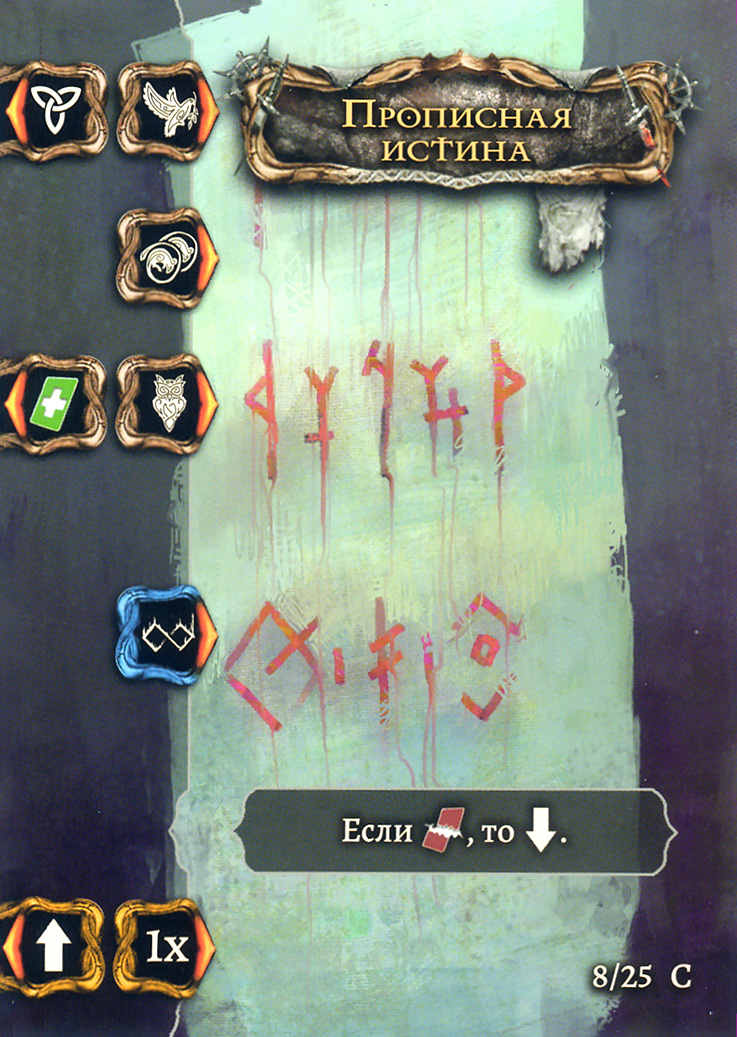 Прописная
истина
Если , то .
1x
8/25 C